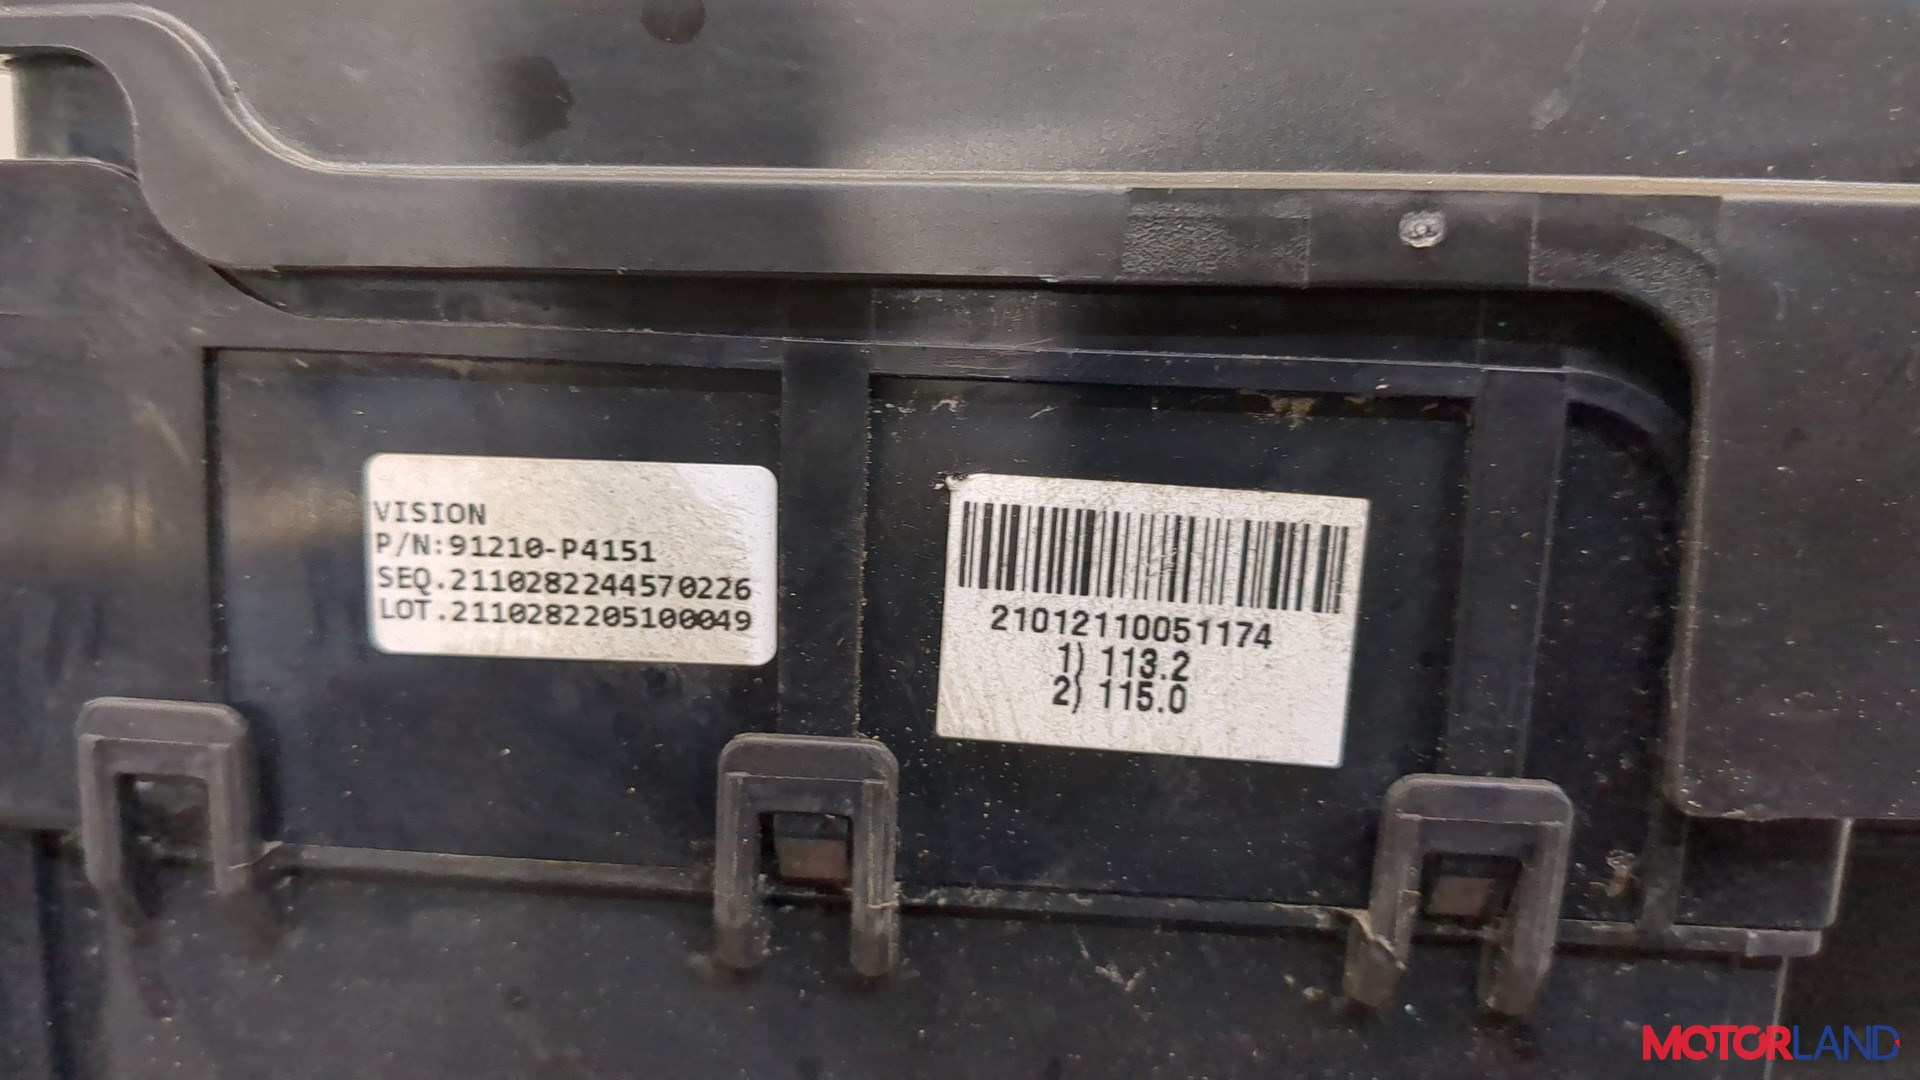 VISION
P/N:91210-P4151
SEQ.2110282244570226
LOT.2110282205100049
21012110051174
1) 113.2
2) 115.0
MOTORLAND